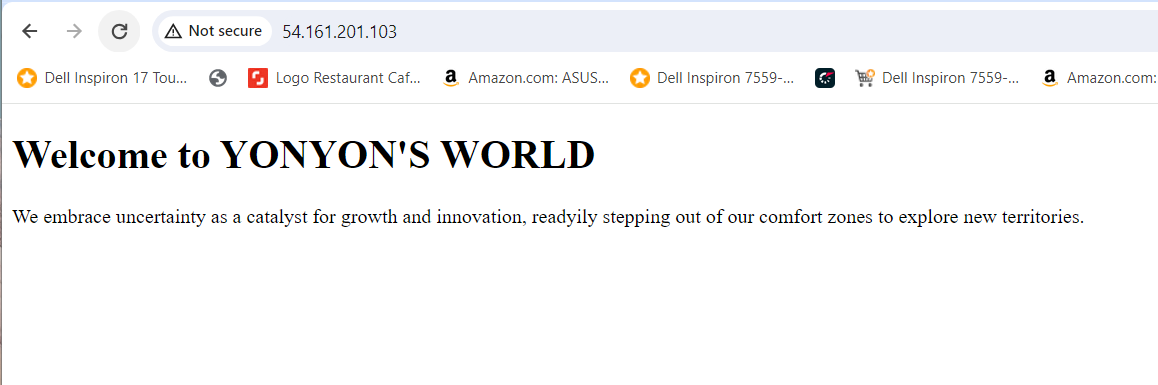 Not secure 54.161.201.103
Dell Inspiron 17 Tou... Logo Restaurant Caf... Amazon.com: ASUS... Dell Inspiron 7559-... Dell Inspiron 7559-... Amazon.com:
Welcome to YONYON'S WORLD
We embrace uncertainty as a catalyst for growth and innovation, readyily stepping out of our comfort zones to explore new territories.